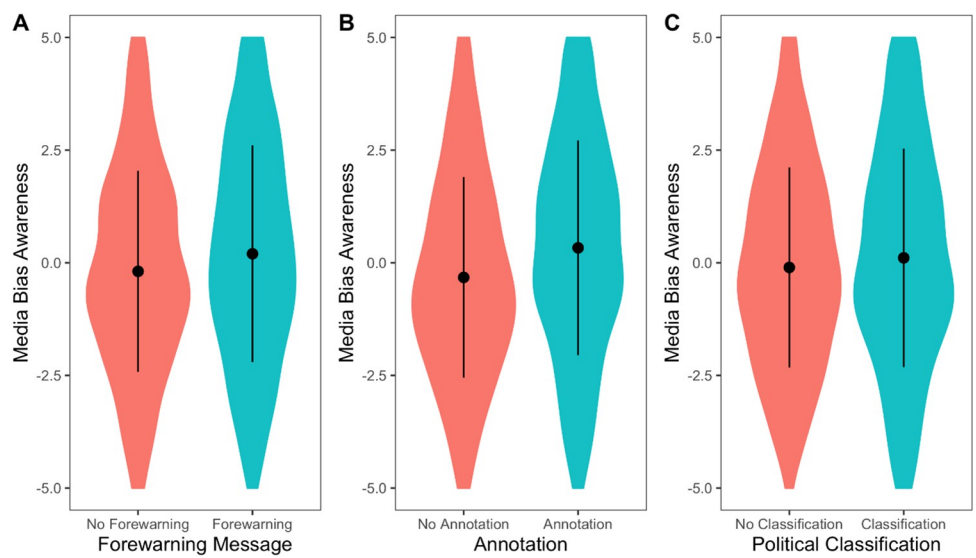 A
B
C
Media Bias Awareness
5.0
2.5
0.0
-2.5
-5.0
No Forewarning
Forewarning
Forewarning Message
Media Bias Awareness
5.0
2.5
0.0
-2.5
-5.0
No Annotation
Annotation
Annotation
Media Bias Awareness
5.0
2.5
0.0
-2.5
-5.0
No Classification
Classification
Political Classification